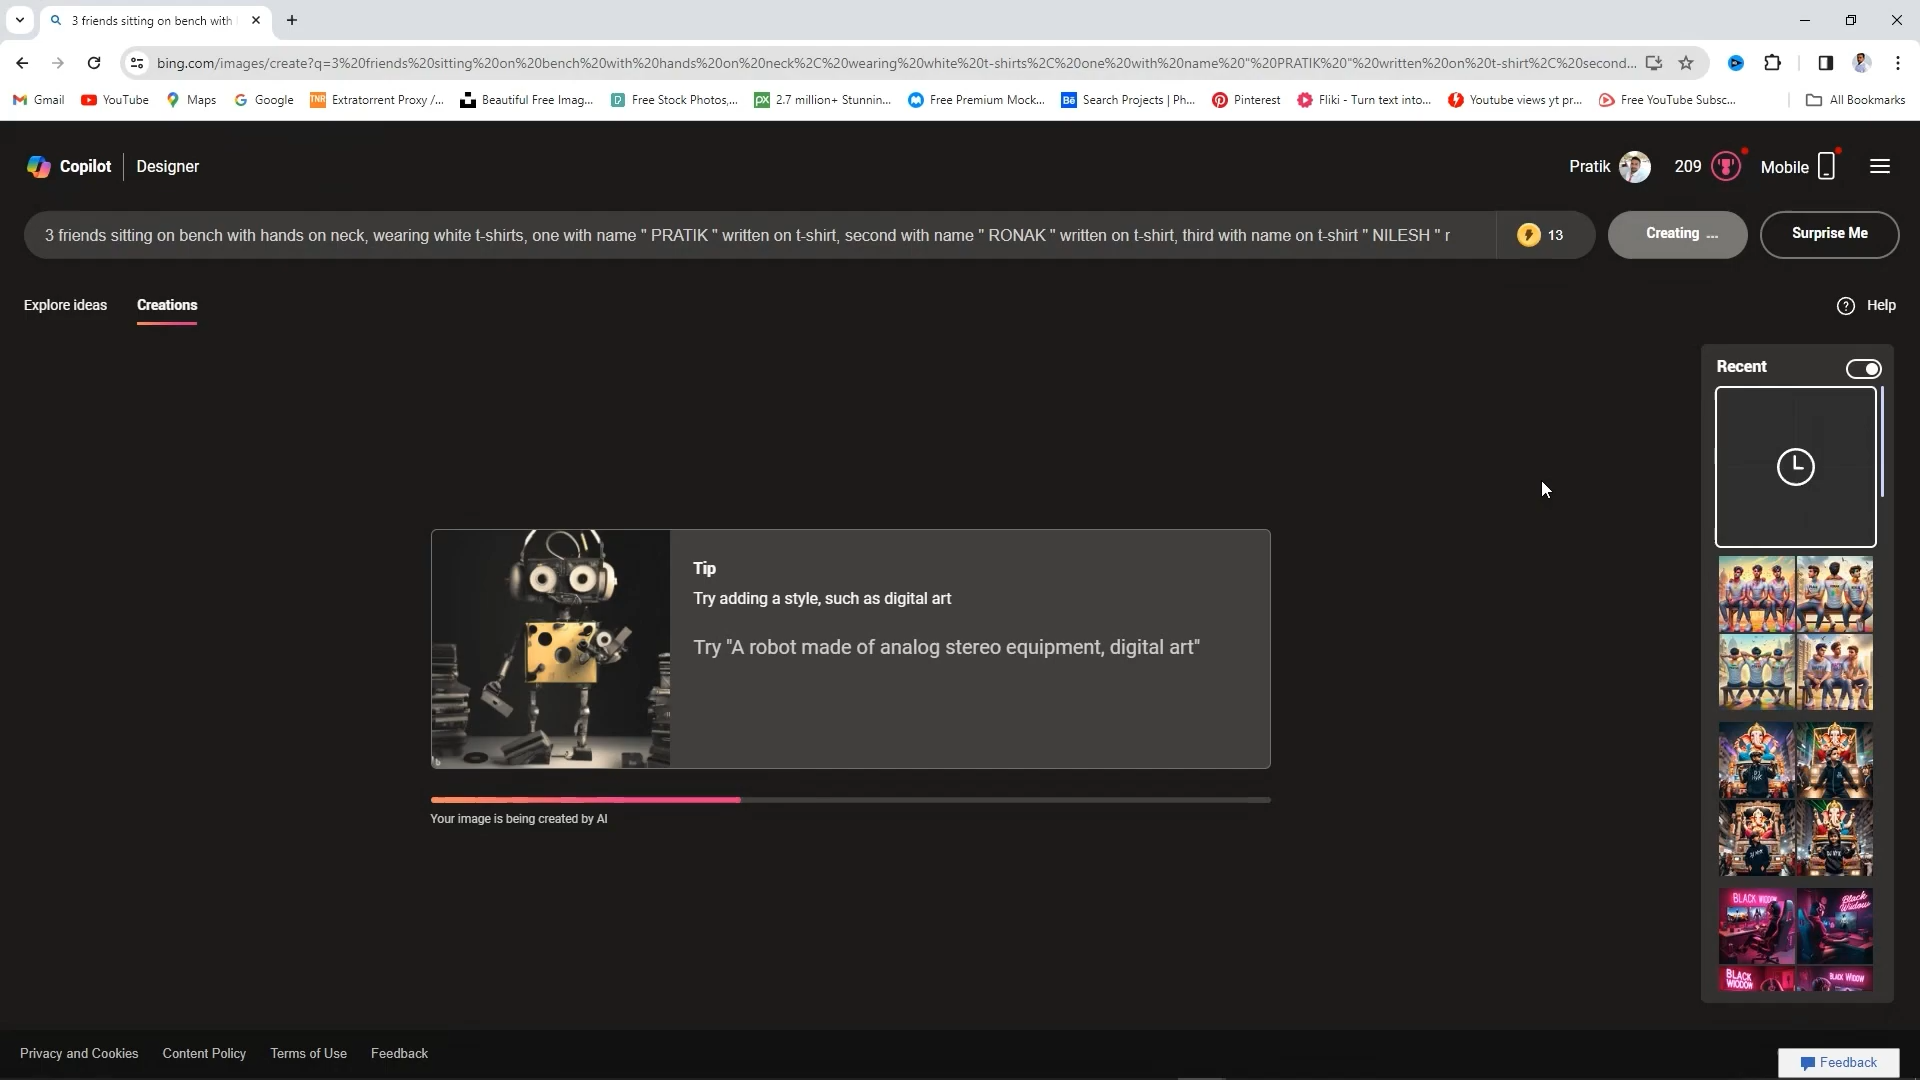 3 friends sitting on bench with
bing.com/images/create?q=3%20friends%20sitting%20on%20bench%20with%20hands%20on%20neck%2C%20wearing%20white%20t-shirts%2C%20one%20with%20name%20"%20PRATIK%20"%20written%20on%20t-shirt%2C%20second...
Gmail YouTube Maps Google Extratorrent Proxy /... Beautiful Free Imag... Free Stock Photos,... 2.7 million+ Stunnin... Free Premium Mock... Search Projects | Ph... Pinterest Fliki - Turn text into... Youtube views yt pr... Free YouTube Subsc... All Bookmarks
Copilot Designer Pratik 209 Mobile
3 friends sitting on bench with hands on neck, wearing white t-shirts, one with name " PRATIK " written on t-shirt, second with name " RONAK " written on t-shirt, third with name on t-shirt " NILESH " r 13 Creating ... Surprise Me
Explore ideas Creations Help
Recent
Tip
Try adding a style, such as digital art
Try "A robot made of analog stereo equipment, digital art"
Your image is being created by AI
BLACK WIDOW
Black Widow
BLACK WIDOW
Privacy and Cookies Content Policy Terms of Use Feedback
Feedback